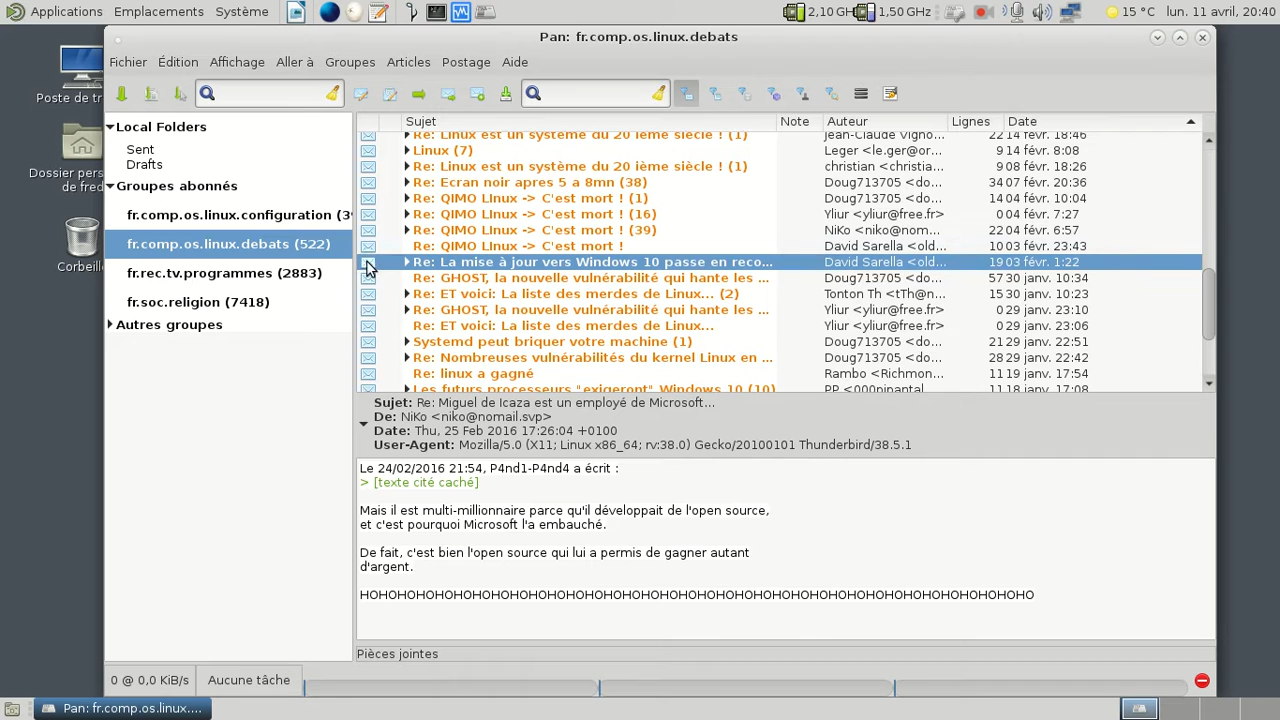 Applications Emplacements Système 2,10 GHz 1,50 GHz 15 °C lun. 11 avril, 20:40
Pan: fr.comp.os.linux.debats
Fichier Édition Affichage Aller à Groupes Articles Postage Aide
Poste de tr
Dossier persc
de fred
Corbeille
Local Folders
Sent
Drafts
Groupes abonnés
fr.comp.os.linux.configuration (39
fr.comp.os.linux.debats (522)
fr.rec.tv.programmes (2883)
fr.soc.religion (7418)
Autres groupes
Sujet Note Auteur Lignes Date
Re: Linux est un système du 20 ième siècle ! (1) Jean-Claude Vigno... 22 14 févr. 18:46
Linux (7) Leger <le.ger@or... 9 14 févr. 8:08
Re: Linux est un système du 20 ième siècle ! (1) christian <christia... 9 08 févr. 18:26
Re: Ecran noir apres 5 a 8mn (38) Doug713705 <do... 34 07 févr. 20:36
Re: QIMO LInux -> C'est mort ! (1) Doug713705 <do... 14 04 févr. 10:04
Re: QIMO LInux -> C'est mort ! (16) Yliur <yliur@free.fr> 0 04 févr. 7:27
Re: QIMO LInux -> C'est mort ! (39) NiKo <niko@nom... 9 04 févr. 6:57
Re: QIMO LInux -> C'est mort ! David Sarella <old... 10 03 févr. 23:43
Re: La mise à jour vers Windows 10 passe en reco... David Sarella <old... 19 03 févr. 1:22
Re: GHOST, la nouvelle vulnérabilité qui hante les ... Doug713705 <do... 57 30 janv. 10:34
Re: ET voici: La liste des merdes de Linux... (2) Tonton Th <tTh@n... 15 30 janv. 10:23
Re: GHOST, la nouvelle vulnérabilité qui hante les ... Yliur <yliur@free.fr> 0 29 janv. 23:10
Re: ET voici: La liste des merdes de Linux... Yliur <yliur@free.fr> 0 29 janv. 23:06
Systemd peut briquer votre machine (1) Doug713705 <do... 21 29 janv. 22:51
Re: Nombreuses vulnérabilités du kernel Linux en ... Doug713705 <do... 28 29 janv. 22:42
Re: linux a gagné Rambo <Richmon... 11 19 janv. 17:54
Les futurs processeurs "exigeront" Windows 10 (10) PP <000pipantal... 11 18 janv. 17:08
Sujet: Re: Miguel de Icaza est un employé de Microsoft...
De: NiKo <niko@nomail.svp>
Date: Thu, 25 Feb 2016 17:26:04 +0100
User-Agent: Mozilla/5.0 (X11; Linux x86_64; rv:38.0) Gecko/20100101 Thunderbird/38.5.1
Le 24/02/2016 21:54, P4nd1-P4nd4 a écrit :
> [texte cité caché]
Mais il est multi-millionnaire parce qu'il développait de l'open source,
et c'est pourquoi Microsoft l'a embauché.
De fait, c'est bien l'open source qui lui a permis de gagner autant
d'argent.
HOHOHOHOHOHOHOHOHOHOHOHOHOHOHOHOHOHOHOHOHOHOHOHOHOHOHOHOHOHOHOHOHOHOHOHO
Pièces jointes
0 @ 0,0 KiB/s Aucune tâche
Pan: fr.comp.os.linux....